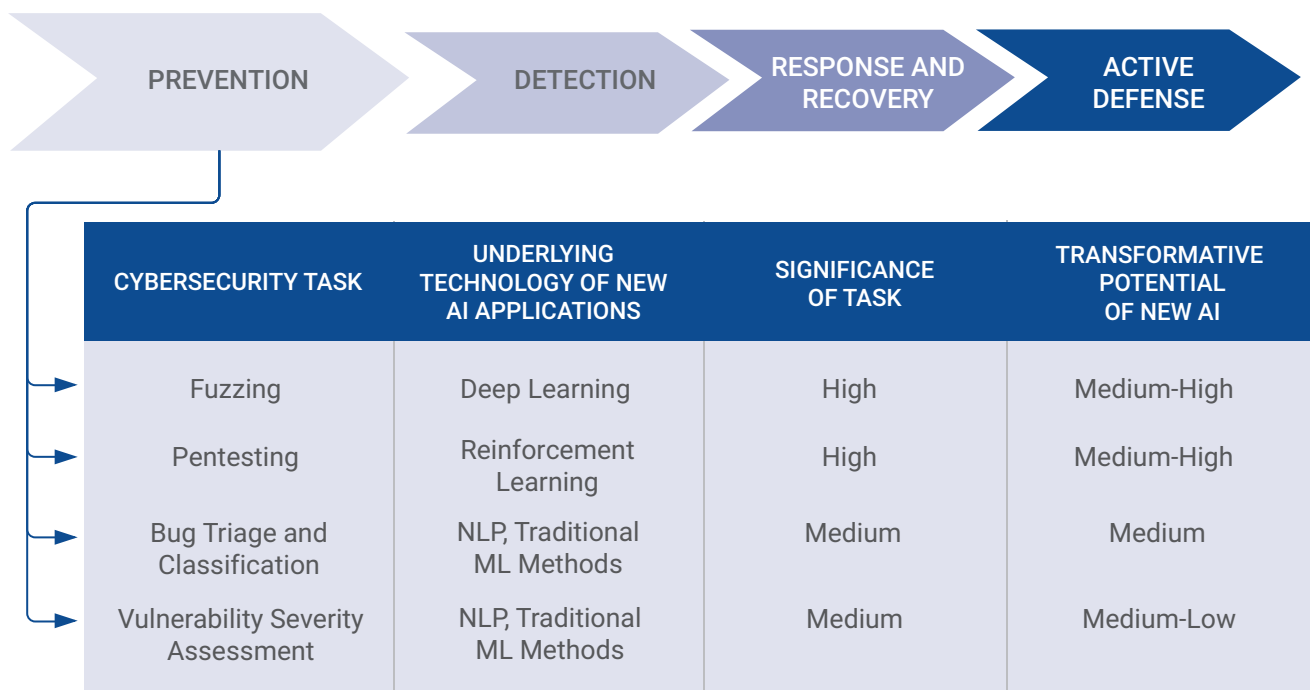 PREVENTION
DETECTION
RESPONSE AND
RECOVERY
ACTIVE
DEFENSE
CYBERSECURITY TASK
UNDERLYING
TECHNOLOGY OF NEW
AI APPLICATIONS
SIGNIFICANCE
OF TASK
TRANSFORMATIVE
POTENTIAL
OF NEW AI
Fuzzing
Deep Learning
High
Medium-High
Pentesting
Reinforcement
Learning
High
Medium-High
Bug Triage and
Classification
NLP, Traditional
ML Methods
Medium
Medium
Vulnerability Severity
Assessment
NLP, Traditional
ML Methods
Medium
Medium-Low